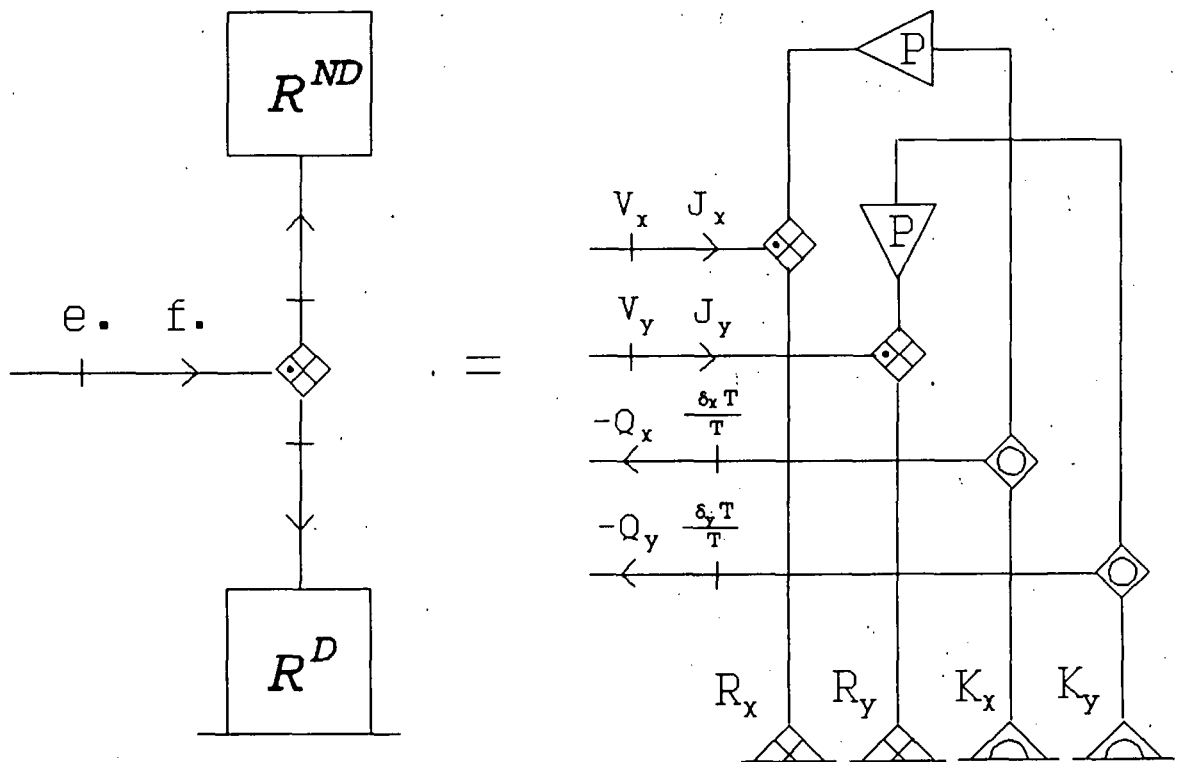 R^ND
e. f.
=
R^D
P
P
V_x J_x
V_y J_y
-Q_x δ_x T / T
-Q_y δ_y T / T
R_x R_y K_x K_y